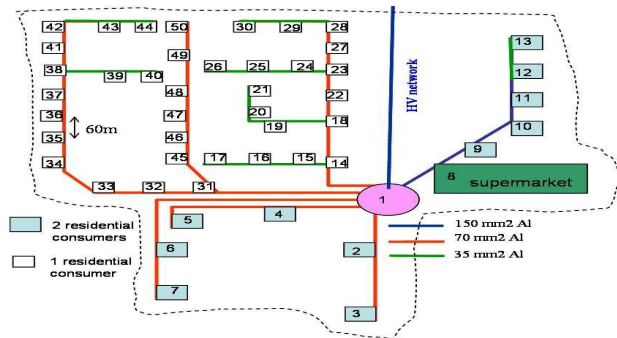 42 43 44 50 30 29 28
13
41 49 27
HV network
38 39 40 26 25 24 23 12
37 48 21 22 11
36 60m 47 20 19 18 10
35 46 9
34 45 17 16 15 14
8 supermarket
33 32 31 1
2 residential consumers
5 4 150 mm2 Al
70 mm2 Al
1 residential consumer
6 2 35 mm2 Al
7
3